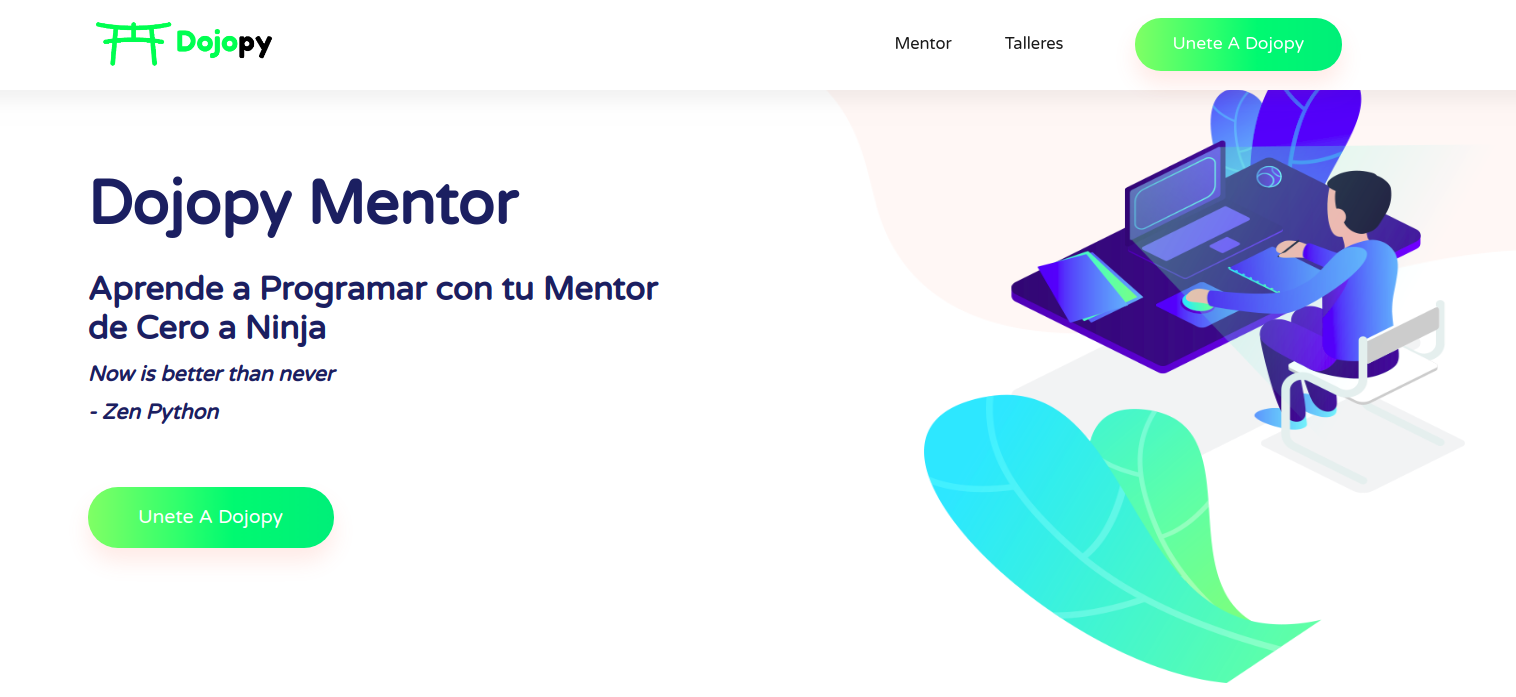 Dojopy
Mentor
Talleres
Unete A Dojopy
Dojopy Mentor
Aprende a Programar con tu Mentor
de Cero a Ninja
Now is better than never
- Zen Python
Unete A Dojopy